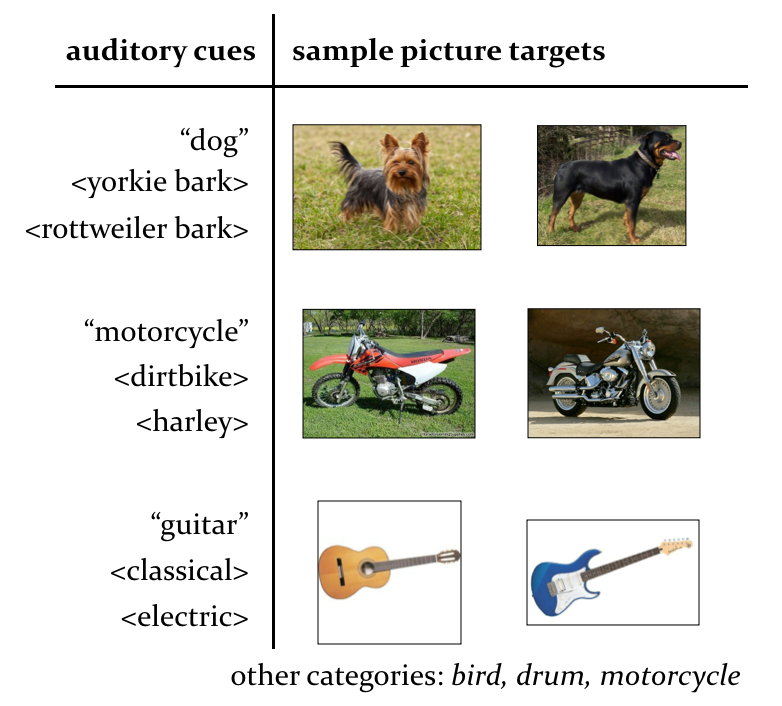 auditory cues
sample picture targets
“dog”
<yorkie bark>
<rottweiler bark>
“motorcycle”
<dirtbike>
<harley>
HONDA
“guitar”
<classical>
<electric>
other categories: bird, drum, motorcycle